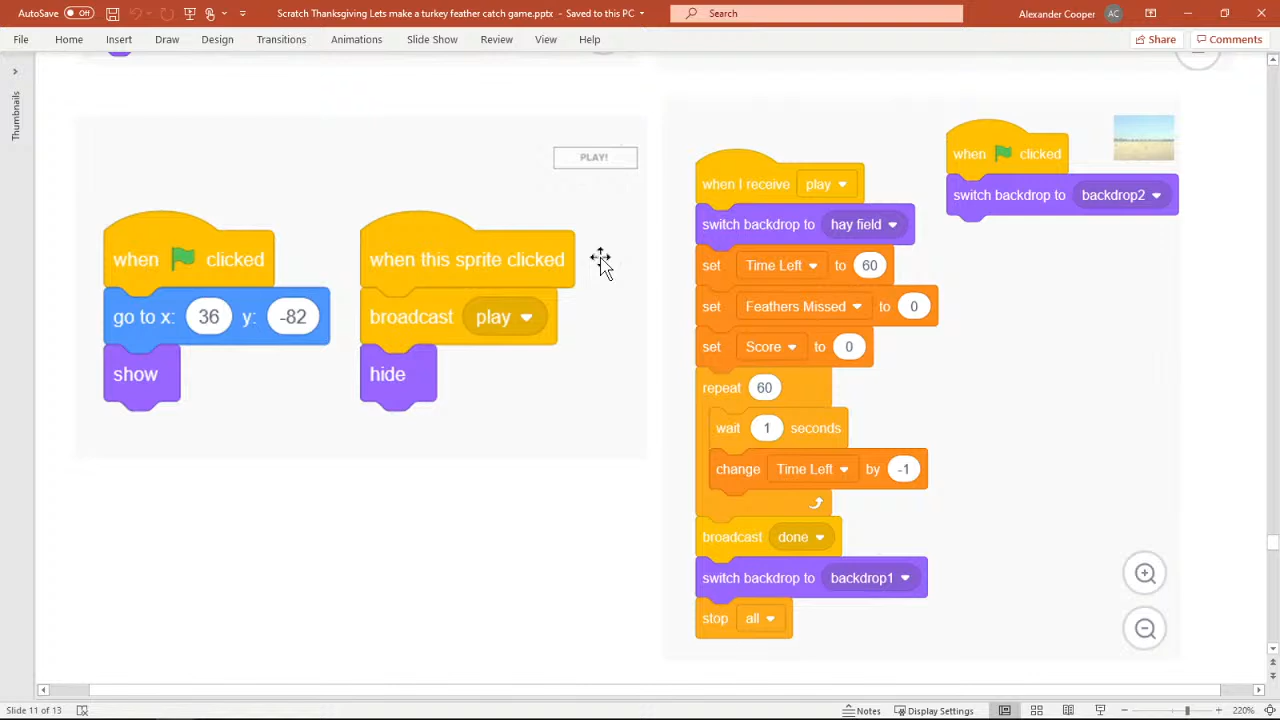 AutoSave Off
Scratch Thanksgiving Lets make a turkey feather catch game.pptx - Saved to this PC
Search
Alexander Cooper AC
File Home Insert Draw Design Transitions Animations Slide Show Review View Help
Share Comments
Thumbnails
PLAY!
when clicked
go to x: 36 y: -82
show
when this sprite clicked
broadcast play
hide
when I receive play
switch backdrop to hay field
set Time Left to 60
set Feathers Missed to 0
set Score to 0
repeat 60
wait 1 seconds
change Time Left by -1
broadcast done
switch backdrop to backdrop1
stop all
when clicked
switch backdrop to backdrop2
Slide 11 of 13
Notes Display Settings 220%